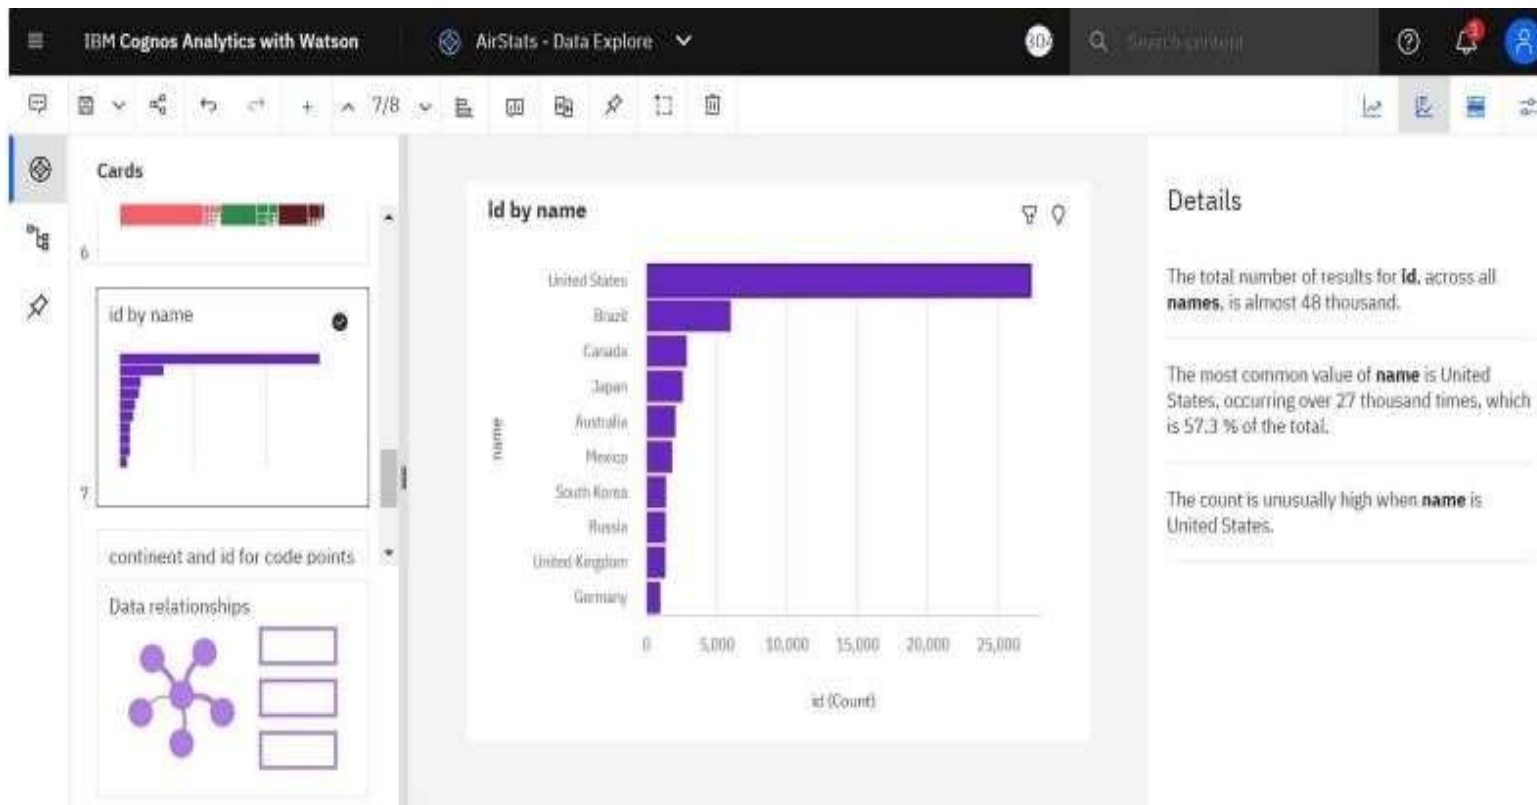 IBM Cognos Analytics with Watson
AirStats - Data Explore
Search content
7/8
Cards
6
id by name
7
continent and id for code points
Data relationships
Id by name
United States
Brazil
Canada
Japan
Australia
Mexico
South Korea
Russia
United Kingdom
Germany
name
0 5,000 10,000 15,000 20,000 25,000
id (Count)
Details
The total number of results for id, across all
names, is almost 48 thousand.
The most common value of name is United
States, occurring over 27 thousand times, which
is 57.3 % of the total.
The count is unusually high when name is
United States.